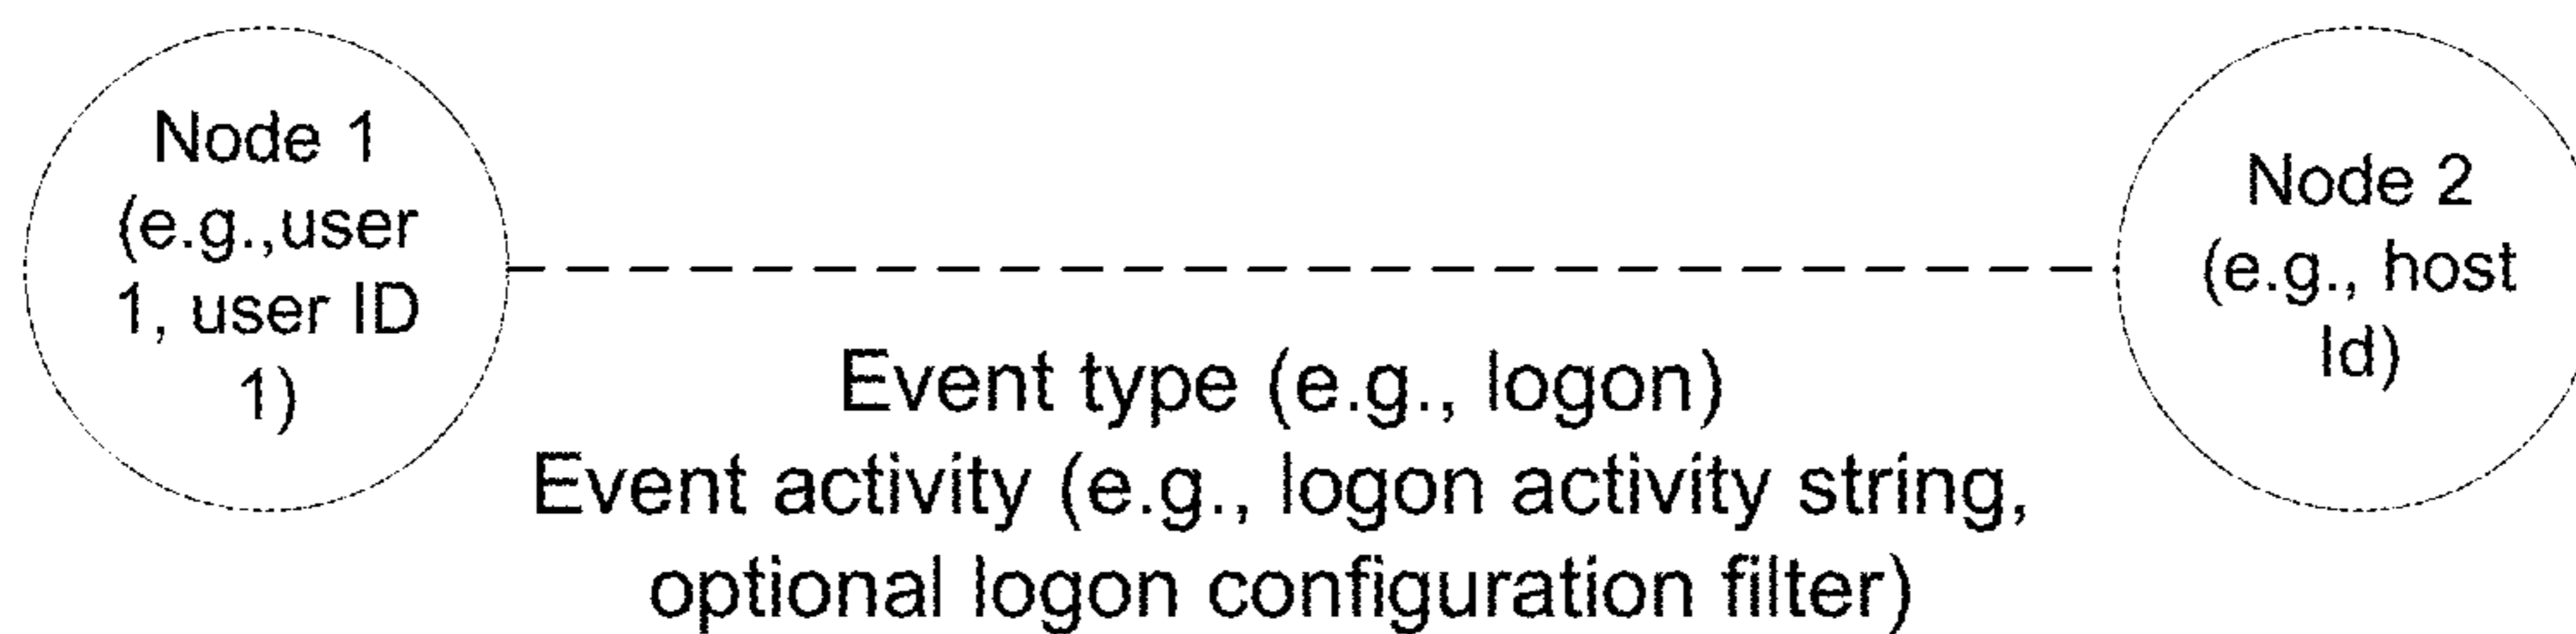 Node 1
(e.g.,user
1, user ID
1)
Node 2
(e.g., host
Id)
Event type (e.g., logon)
Event activity (e.g., logon activity string,
optional logon configuration filter)